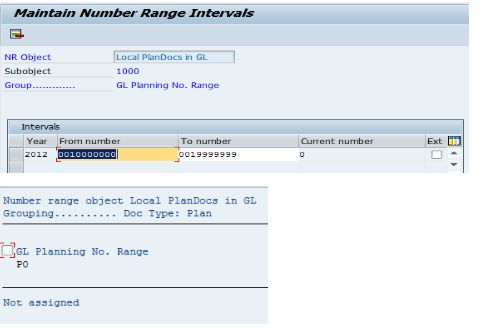 Maintain Number Range Intervals
NR Object Local PlanDocs in GL
Subobject 1000
Group............. GL Planning No. Range
Intervals
Year From number To number Current number Ext
2012 0010000000 0019999999 0
Number range object Local PlanDocs in GL
Grouping.......... Doc Type: Plan
GL Planning No. Range
P0
Not assigned